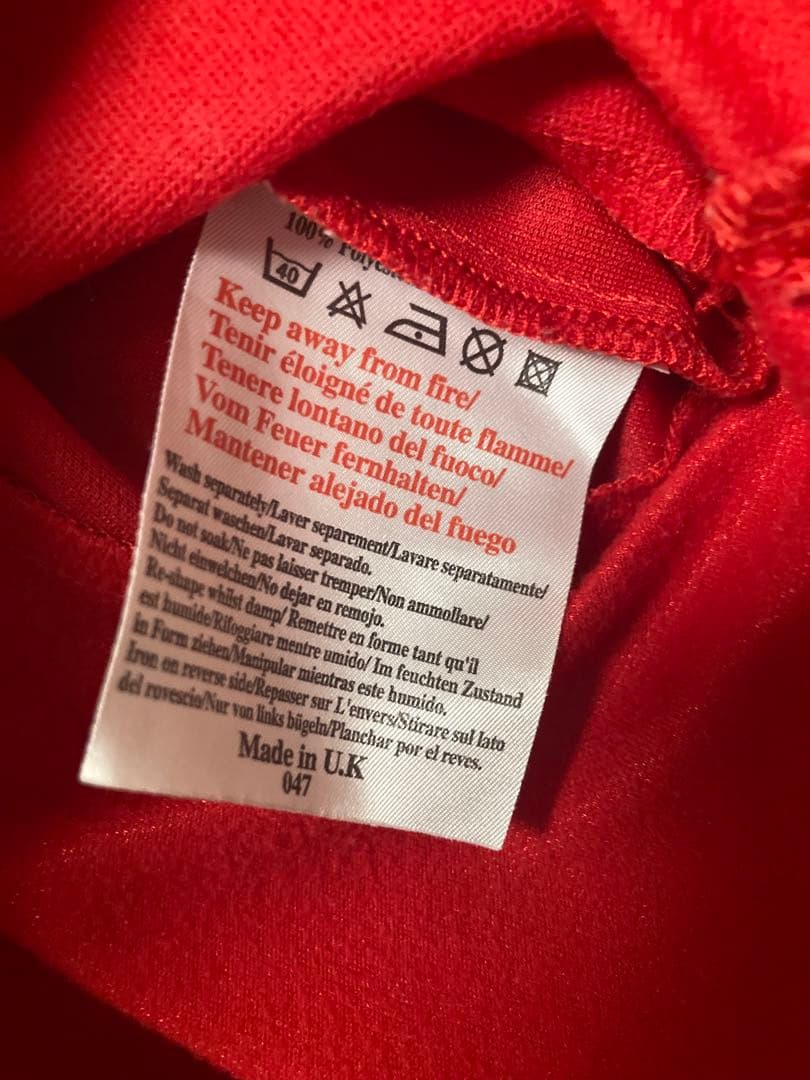 100% Polyes
40
Keep away from fire/
Tenir éloigné de toute flamme/
Tenere lontano del fuoco/
Vom Feuer fernhalten/
Mantener alejado del fuego
Wash separately/Laver separement/Lavare separatamente/
Separat waschen/Lavar separado.
Do not soak/Ne pas laisser tremper/Non ammollare/
Nicht einweichen/No dejar en remojo.
Re-shape whilst damp/ Remettre en forme tant qu'il
est humide/Rifoggiare mentre umido/ Im feuchten Zustand
in Form ziehen/Manipular mientras este humido.
Iron on reverse side/Repasser sur L'envers/Stirare sul lato
del rovescio/Nur von links bügeln/Planchar por el reves.
Made in U.K
047